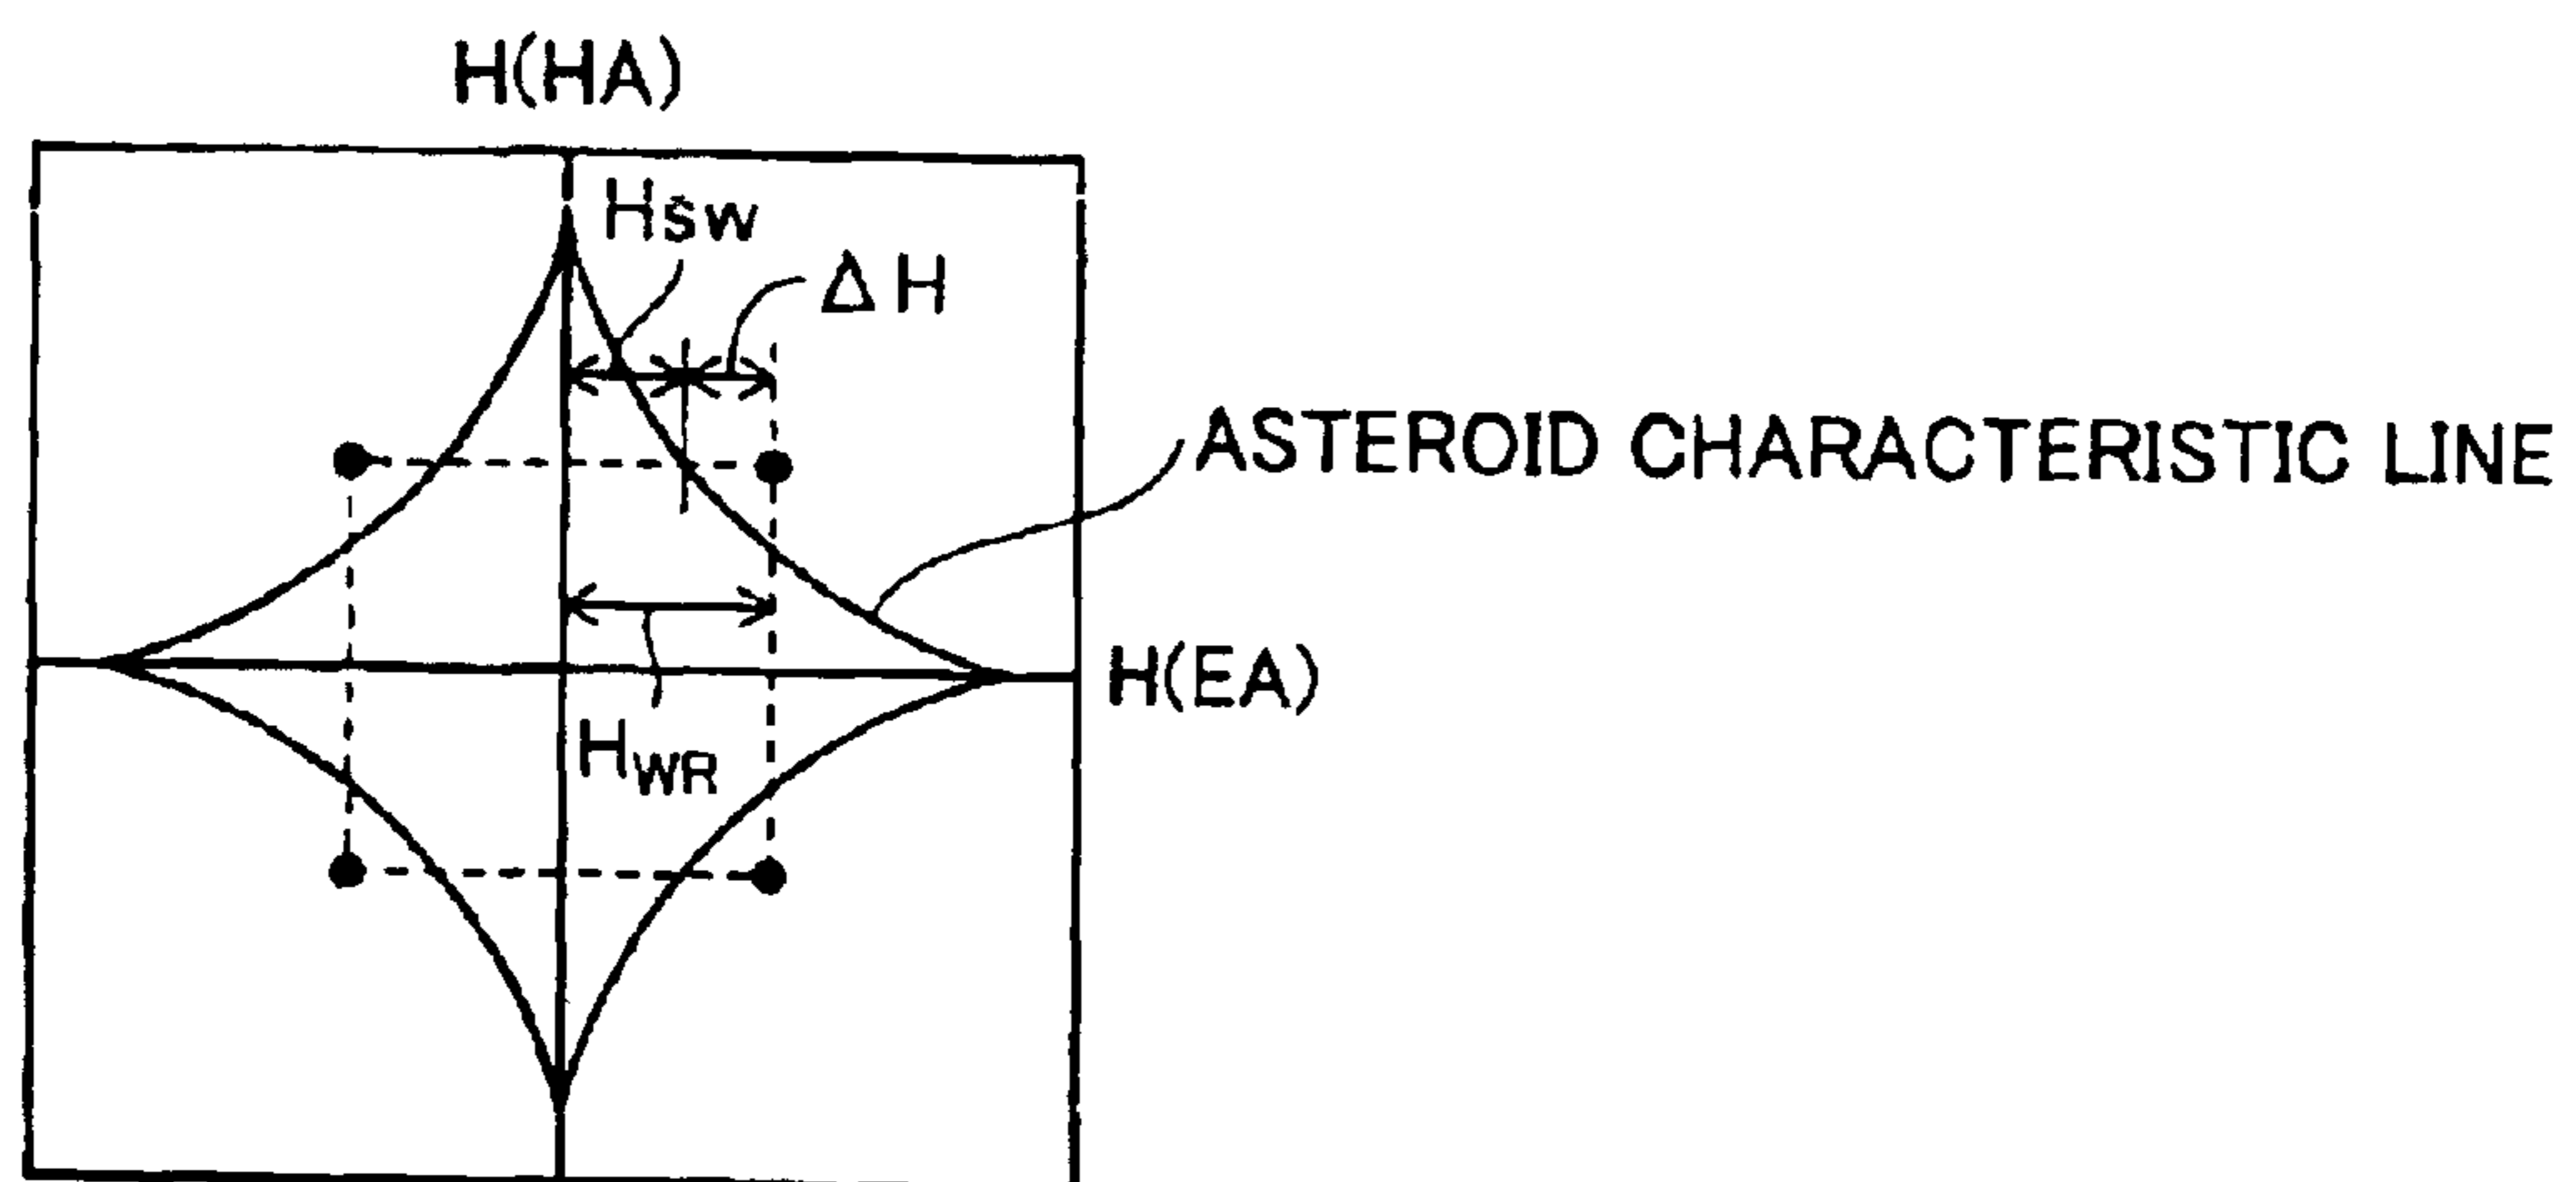 H(HA)
Hsw
ΔH
ASTEROID CHARACTERISTIC LINE
H(EA)
HWR